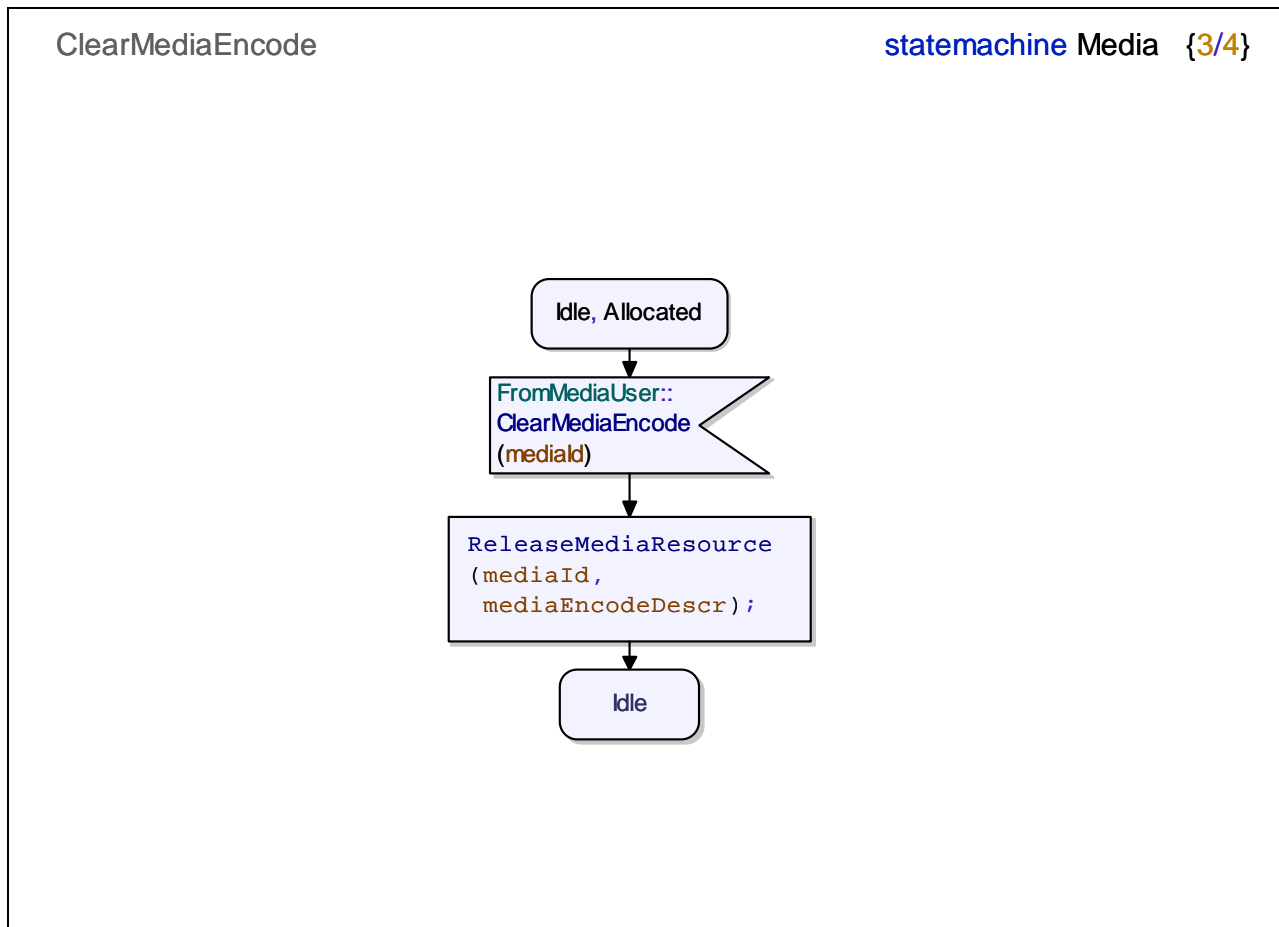 ClearMediaEncode
statemachine Media {3/4}
Idle, Allocated
FromMediaUser::
ClearMediaEncode
(mediaId)
ReleaseMediaResource
(mediaId,
mediaEncodeDescr);
Idle